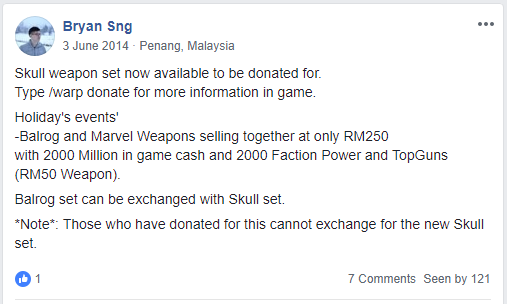 Bryan Sng
3 June 2014 · Penang, Malaysia
Skull weapon set now available to be donated for.
Type /warp donate for more information in game.
Holiday's events'
-Balrog and Marvel Weapons selling together at only RM250
with 2000 Million in game cash and 2000 Faction Power and TopGuns
(RM50 Weapon).
Balrog set can be exchanged with Skull set.
*Note*: Those who have donated for this cannot exchange for the new Skull
set.
1
7 Comments Seen by 121